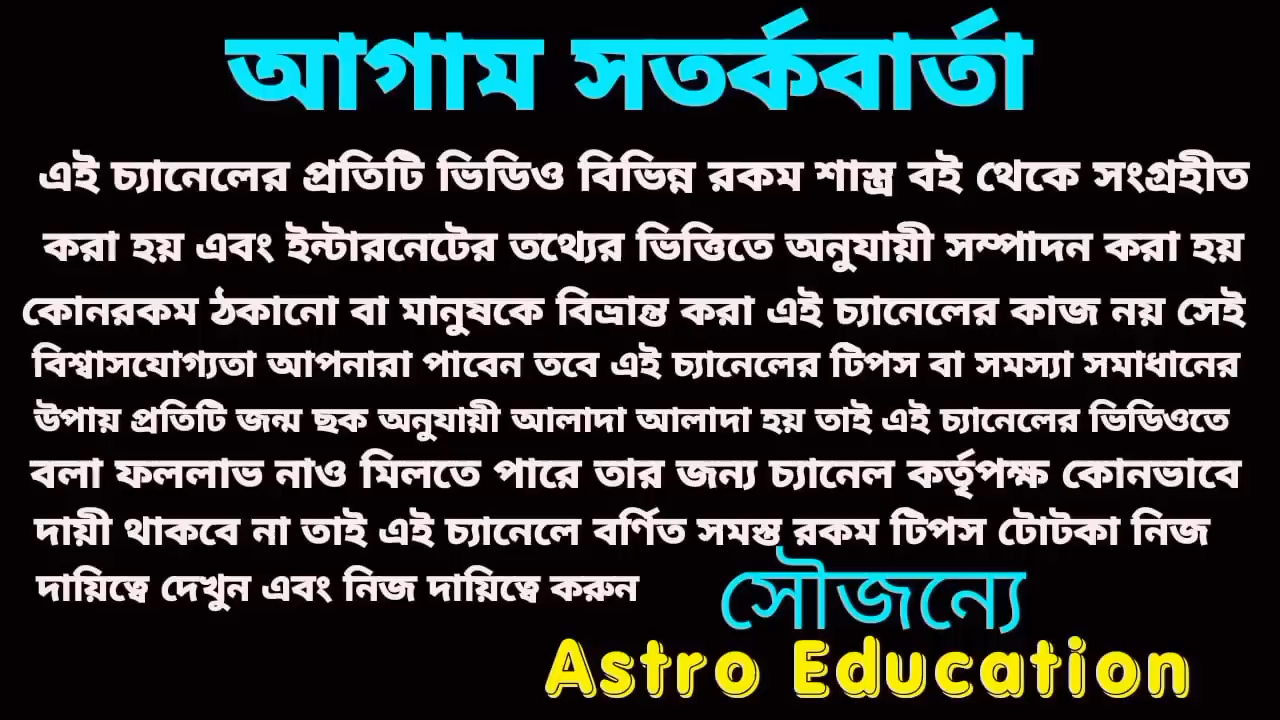 আগাম সতর্কবার্তা
এই চ্যানেলের প্রতিটি ভিডিও বিভিন্ন রকম শাস্ত্র বই থেকে সংগ্রহীত
করা হয় এবং ইন্টারনেটের তথ্যের ভিত্তিতে অনুযায়ী সম্পাদন করা হয়
কোনরকম ঠকানো বা মানুষকে বিভ্রান্ত করা এই চ্যানেলের কাজ নয় সেই
বিশ্বাসযোগ্যতা আপনারা পাবেন তবে এই চ্যানেলের টিপস বা সমস্যা সমাধানের
উপায় প্রতিটি জন্ম ছক অনুযায়ী আলাদা আলাদা হয় তাই এই চ্যানেলের ভিডিওতে
বলা ফললাভ নাও মিলতে পারে তার জন্য চ্যানেল কর্তৃপক্ষ কোনভাবে
দায়ী থাকবে না তাই এই চ্যানেলে বর্ণিত সমস্ত রকম টিপস টোটকা নিজ
দায়িত্বে দেখুন এবং নিজ দায়িত্বে করুন
সৌজন্যে
Astro Education